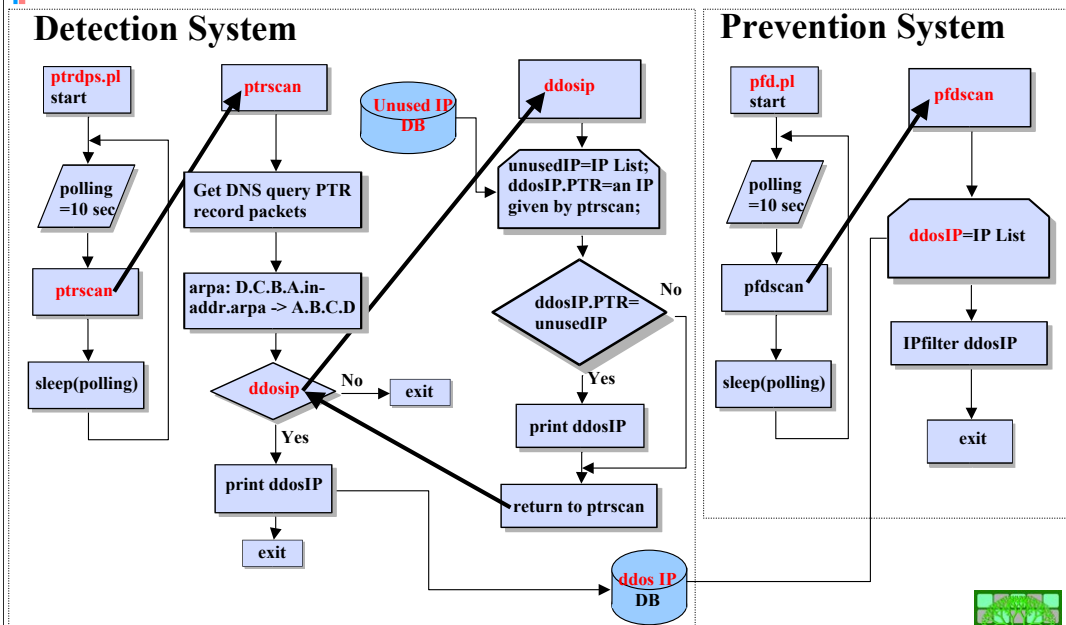 Detection System
ptrdps.pl
start
polling
=10 sec
ptrscan
sleep(polling)
ptrscan
Get DNS query PTR
record packets
arpa: D.C.B.A.in-
addr.arpa -> A.B.C.D
ddosip
No
exit
Yes
print ddosIP
exit
Unused IP
DB
ddosip
unusedIP=IP List;
ddosIP.PTR=an IP
given by ptrscan;
ddosIP.PTR=
unusedIP
No
Yes
print ddosIP
return to ptrscan
ddos IP
DB
Prevention System
pfd.pl
start
polling
=10 sec
pfdscan
sleep(polling)
pfdscan
ddosIP=IP List
IPfilter ddosIP
exit